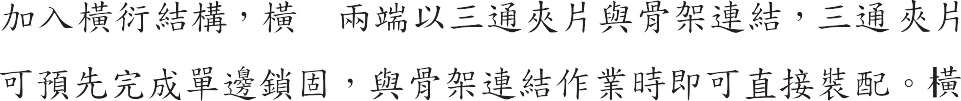 加入橫衍結構，橫　兩端以三通夾片與骨架連結，三通夾片
可預先完成單邊鎖固，與骨架連結作業時即可直接裝配。橫